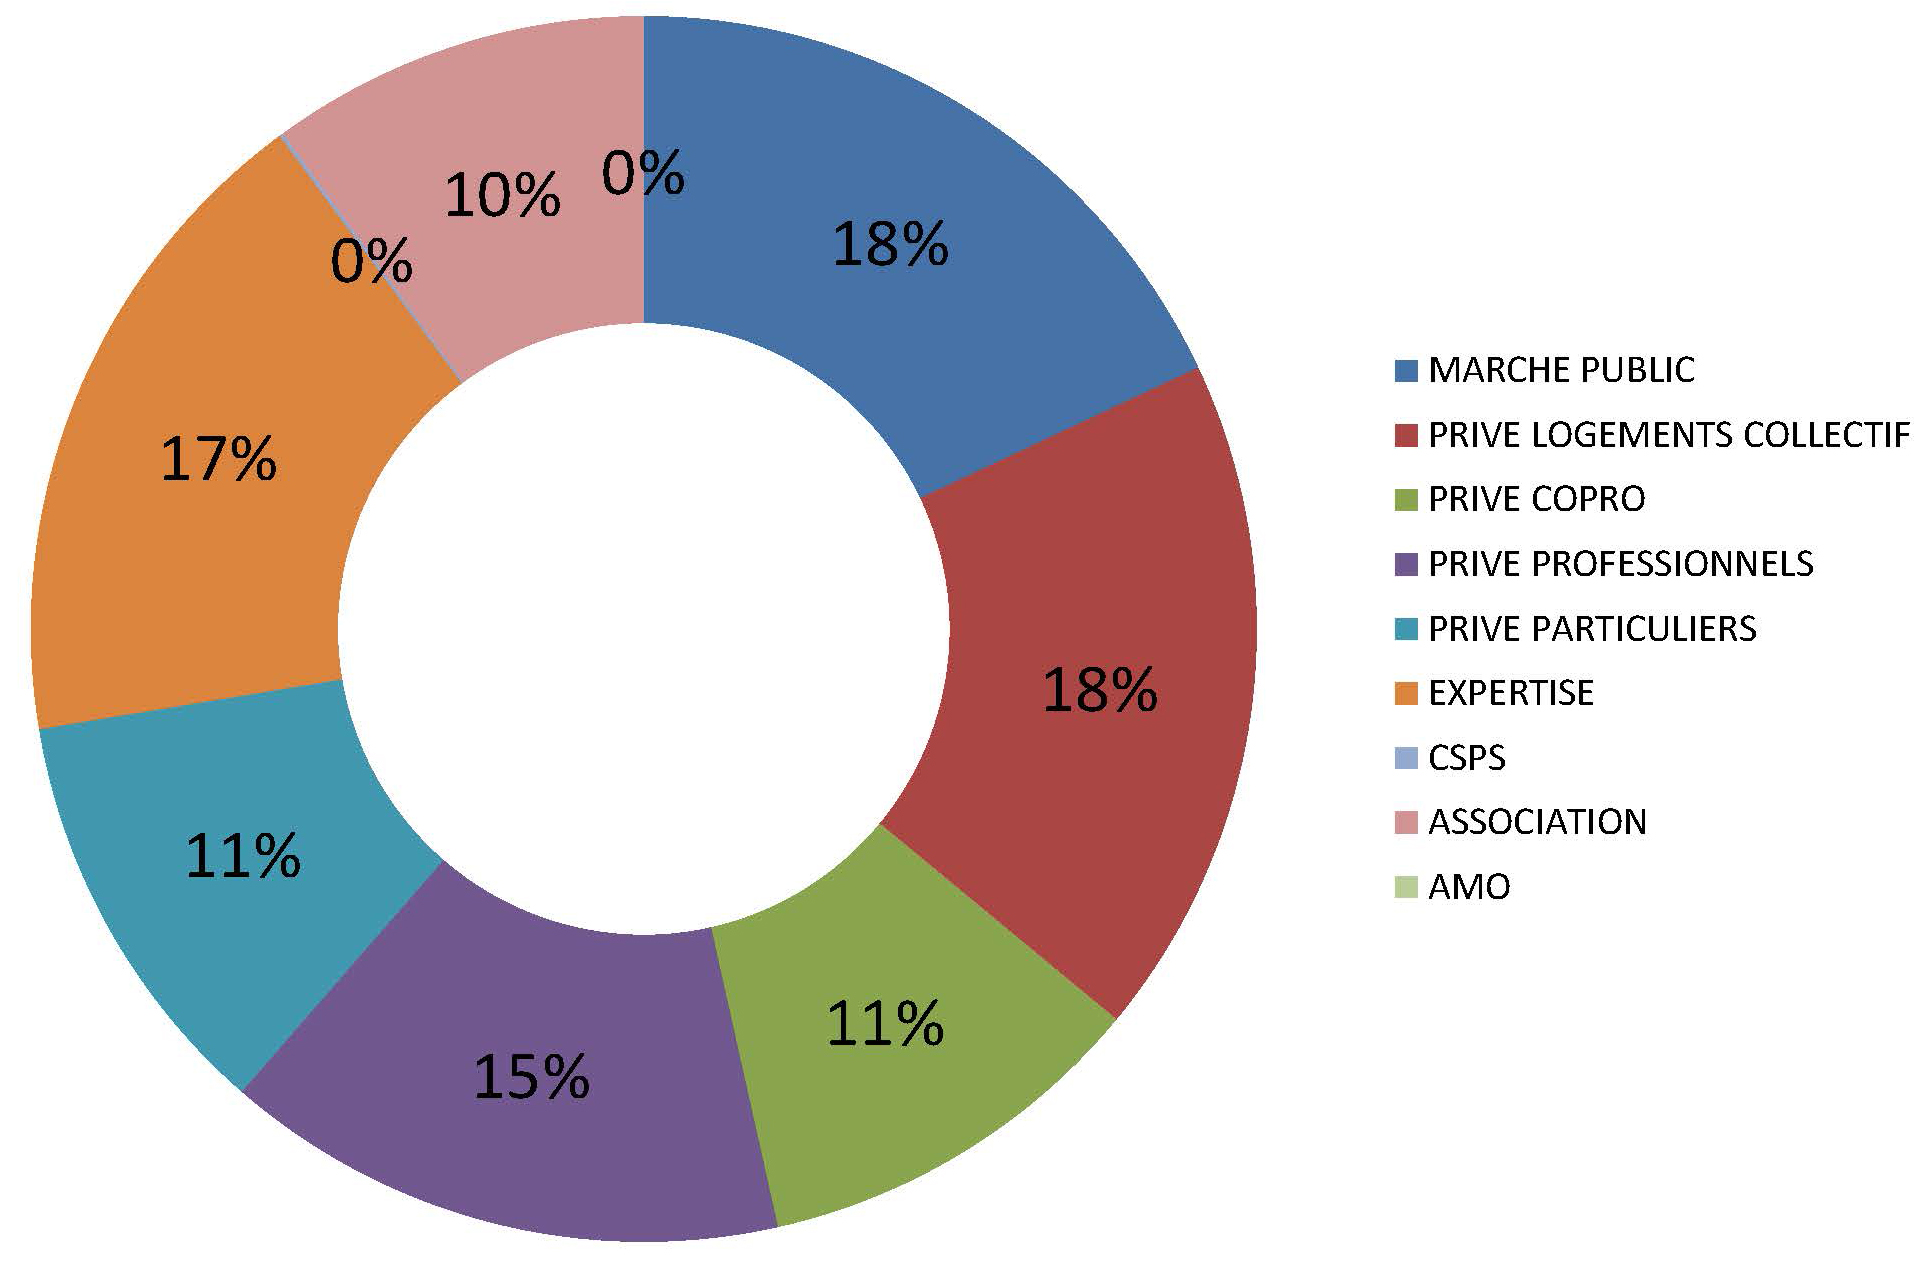 10%
0%
18%
0%
17%
18%
11%
11%
15%
MARCHE PUBLIC
PRIVE LOGEMENTS COLLECTIF
PRIVE COPRO
PRIVE PROFESSIONNELS
PRIVE PARTICULIERS
EXPERTISE
CSPS
ASSOCIATION
AMO